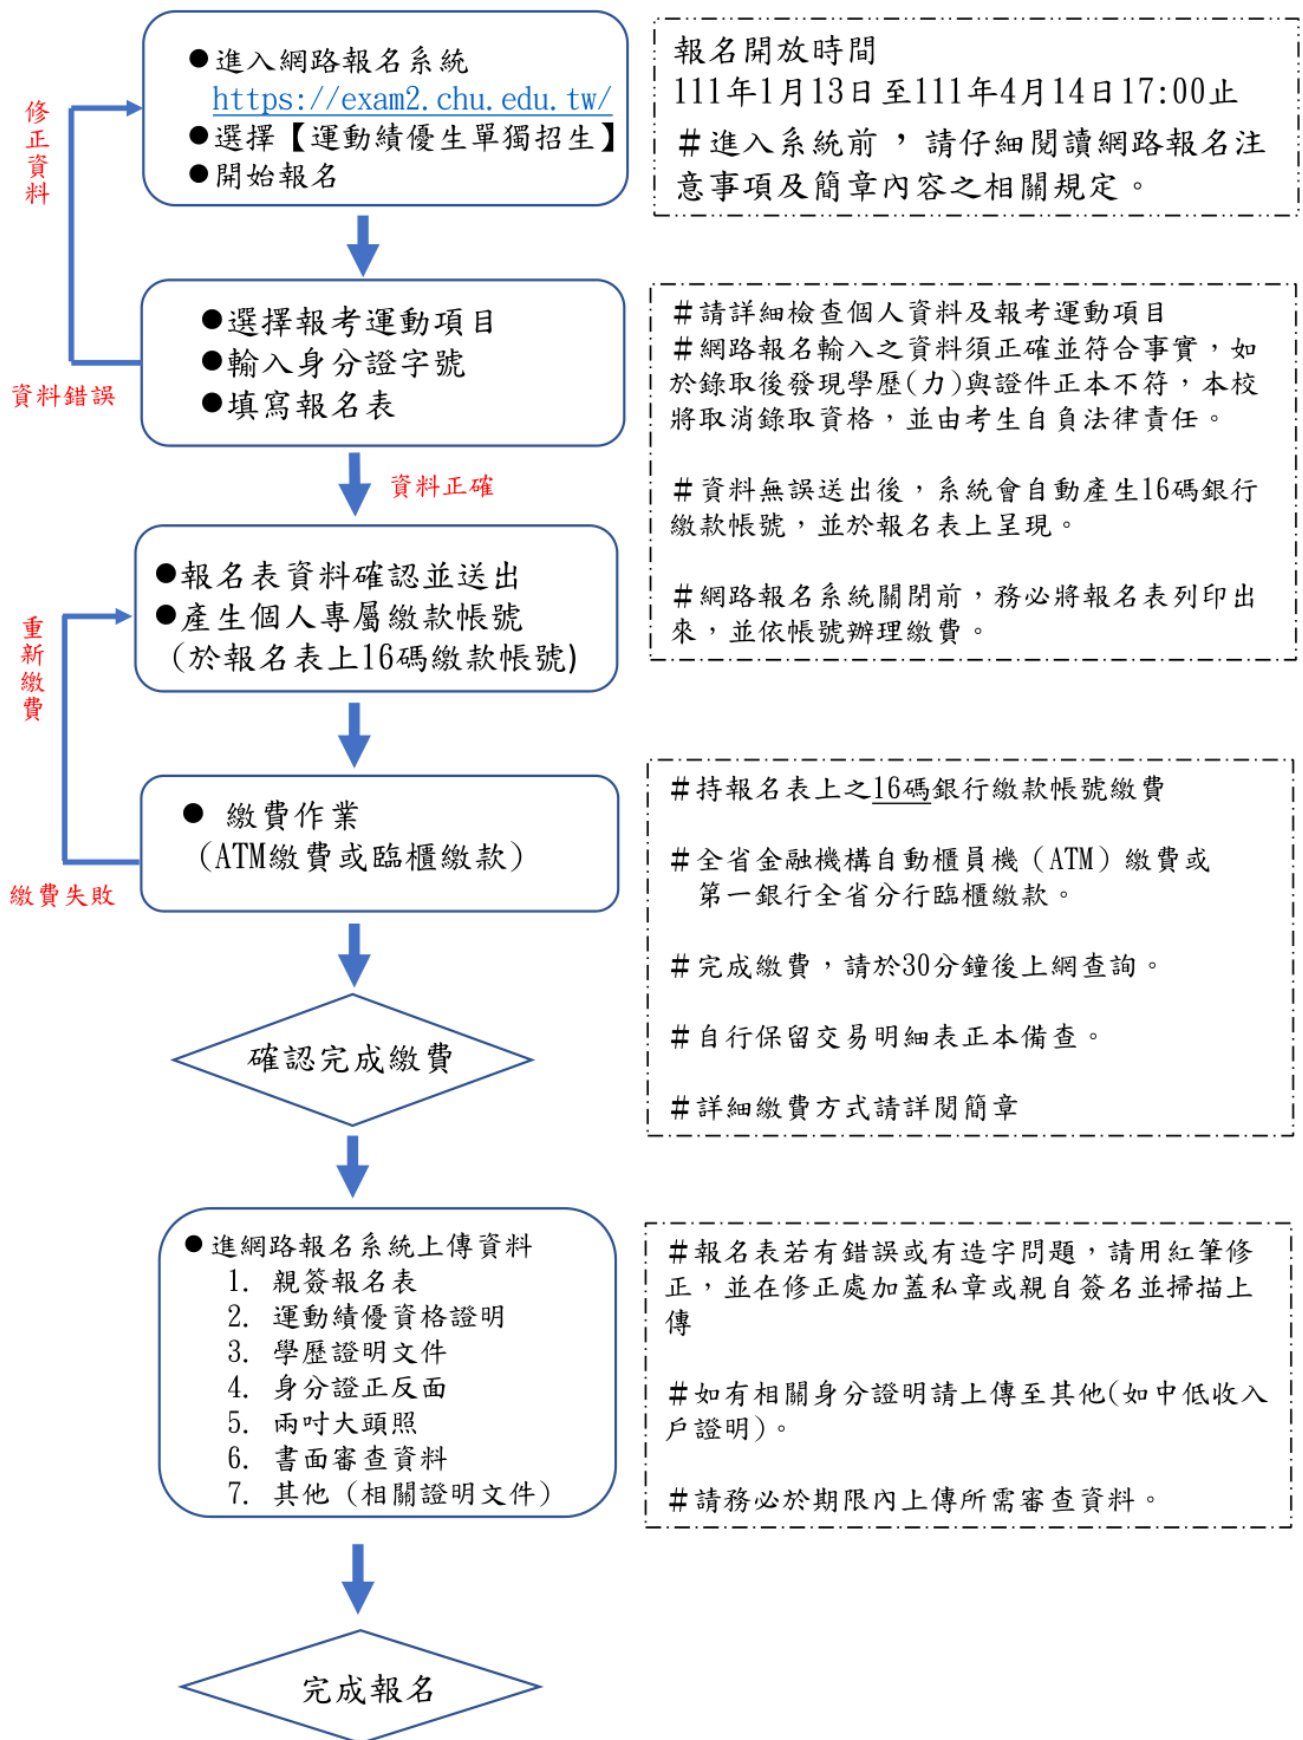 ●進入網路報名系統
https://exam2.chu.edu.tw/
●選擇【運動績優生單獨招生】
●開始報名
報名開放時間
111年1月13日至111年4月14日17:00止
#進入系統前，請仔細閱讀網路報名注
意事項及簡章內容之相關規定。
修正資料
資料錯誤
●選擇報考運動項目
●輸入身分證字號
●填寫報名表
資料正確
#請詳細檢查個人資料及報考運動項目
#網路報名輸入之資料須正確並符合事實，如
於錄取後發現學歷(力)與證件正本不符，本校
將取消錄取資格，並由考生自負法律責任。
#資料無誤送出後，系統會自動產生16碼銀行
繳款帳號，並於報名表上呈現。
#網路報名系統關閉前，務必將報名表列印出
來，並依帳號辦理繳費。
●報名表資料確認並送出
●產生個人專屬繳款帳號
（於報名表上16碼繳款帳號)
重新繳費
繳費失敗
● 繳費作業
（ATM繳費或臨櫃繳款）
#持報名表上之16碼銀行繳款帳號繳費
#全省金融機構自動櫃員機（ATM）繳費或
第一銀行全省分行臨櫃繳款。
#完成繳費，請於30分鐘後上網查詢。
#自行保留交易明細表正本備查。
#詳細繳費方式請詳閱簡章
確認完成繳費
●進網路報名系統上傳資料
1. 親簽報名表
2. 運動績優資格證明
3. 學歷證明文件
4. 身分證正反面
5. 兩吋大頭照
6. 書面審查資料
7. 其他（相關證明文件）
#報名表若有錯誤或有造字問題，請用紅筆修
正，並在修正處加蓋私章或親自簽名並掃描上
傳
#如有相關身分證明請上傳至其他(如中低收入
戶證明)。
#請務必於期限內上傳所需審查資料。
完成報名